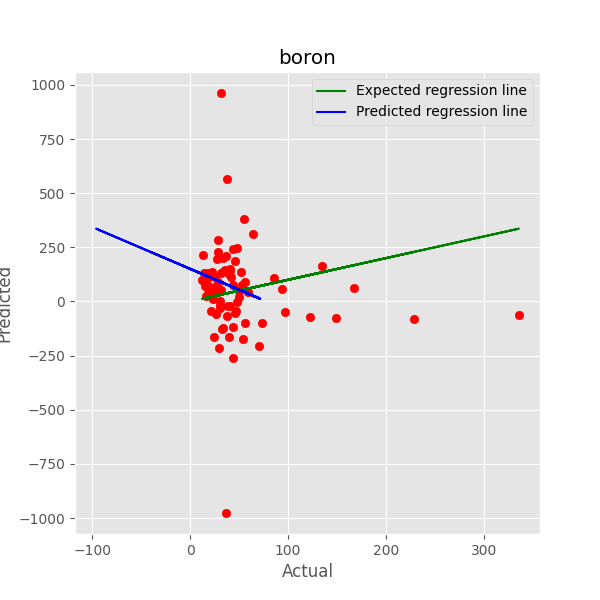 boron
Expected regression line
Predicted regression line
1000
750
500
250
0
−250
−500
−750
−1000
Predicted
−100
0
100
200
300
Actual